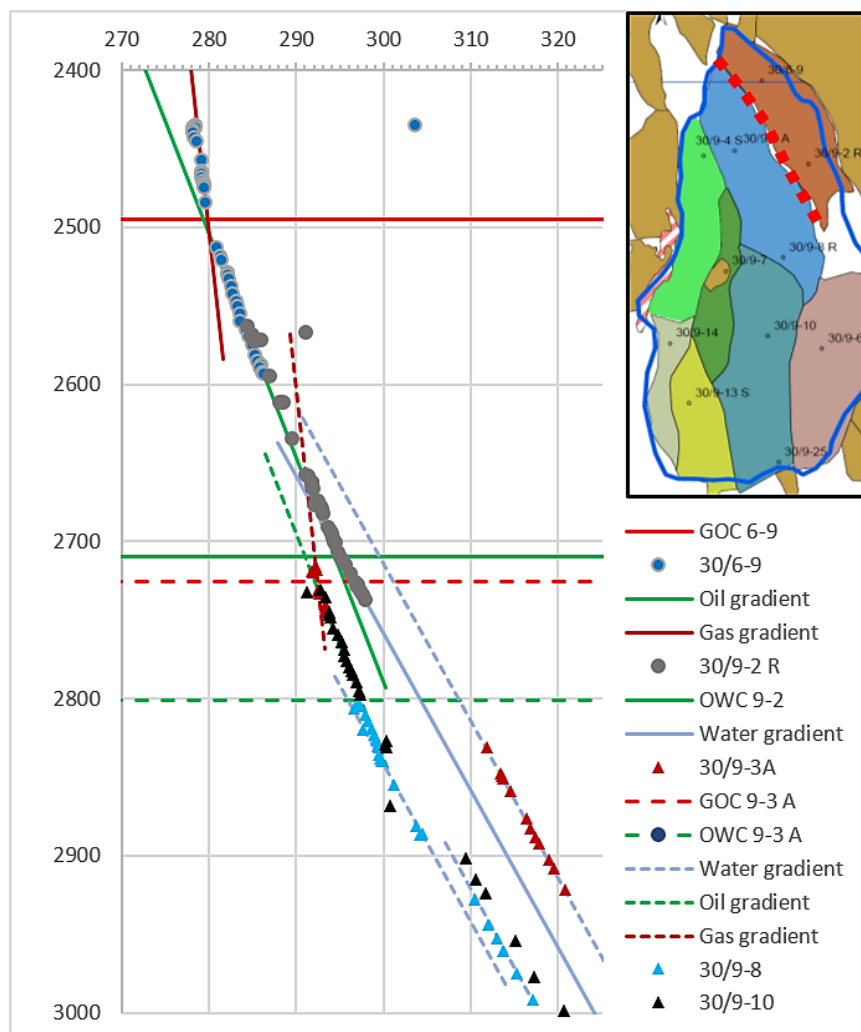 270 280 290 300 310 320
2400
2500
2600
2700
2800
2900
3000
30/6-9
30/9-4 S
A
30/9-2 R
30/9-8 R
30/9-7
30/9-10
30/9-14
30/9-6
30/9-13 S
30/9-25
GOC 6-9
30/6-9
Oil gradient
Gas gradient
30/9-2 R
OWC 9-2
Water gradient
30/9-3A
GOC 9-3 A
OWC 9-3 A
Water gradient
Oil gradient
Gas gradient
30/9-8
30/9-10